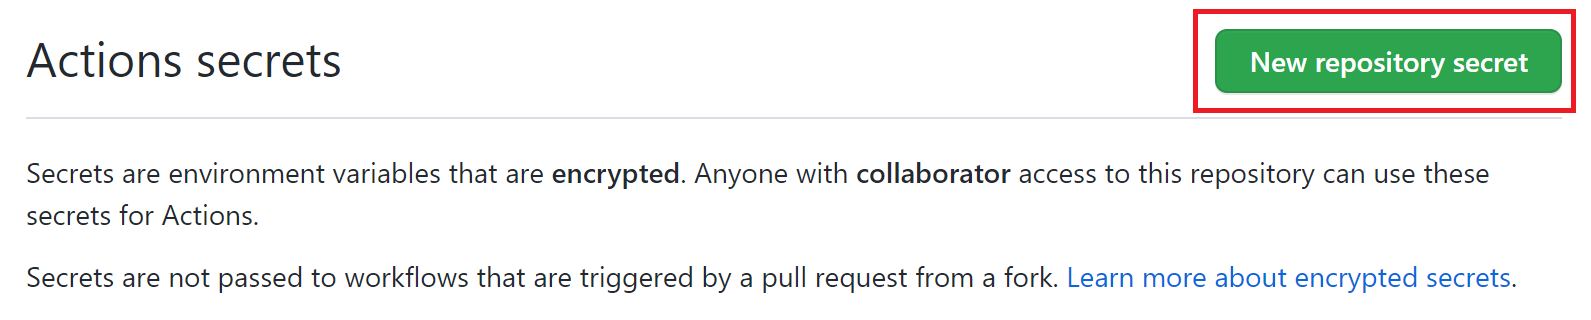 Actions secrets
New repository secret
Secrets are environment variables that are encrypted. Anyone with collaborator access to this repository can use these
secrets for Actions.
Secrets are not passed to workflows that are triggered by a pull request from a fork. Learn more about encrypted secrets.